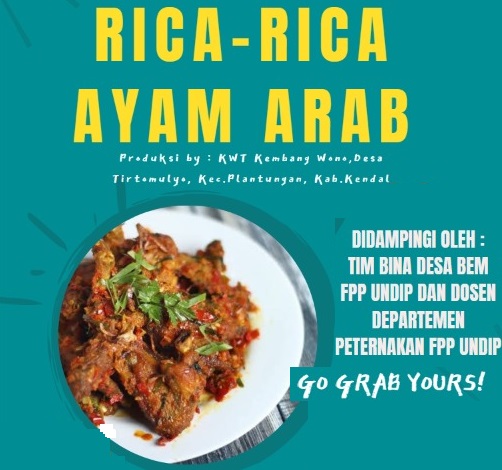 RICA-RICA
AYAM ARAB
Produksi by : KWT Kembang Wono,Desa
Tirtomulyo, Kec.Plantungan, Kab.Kendal
DIDAMPINGI OLEH :
TIM BINA DESA BEM
FPP UNDIP DAN DOSEN
DEPARTEMEN
PETERNAKAN FPP UNDIP
GO GRAB YOURS!